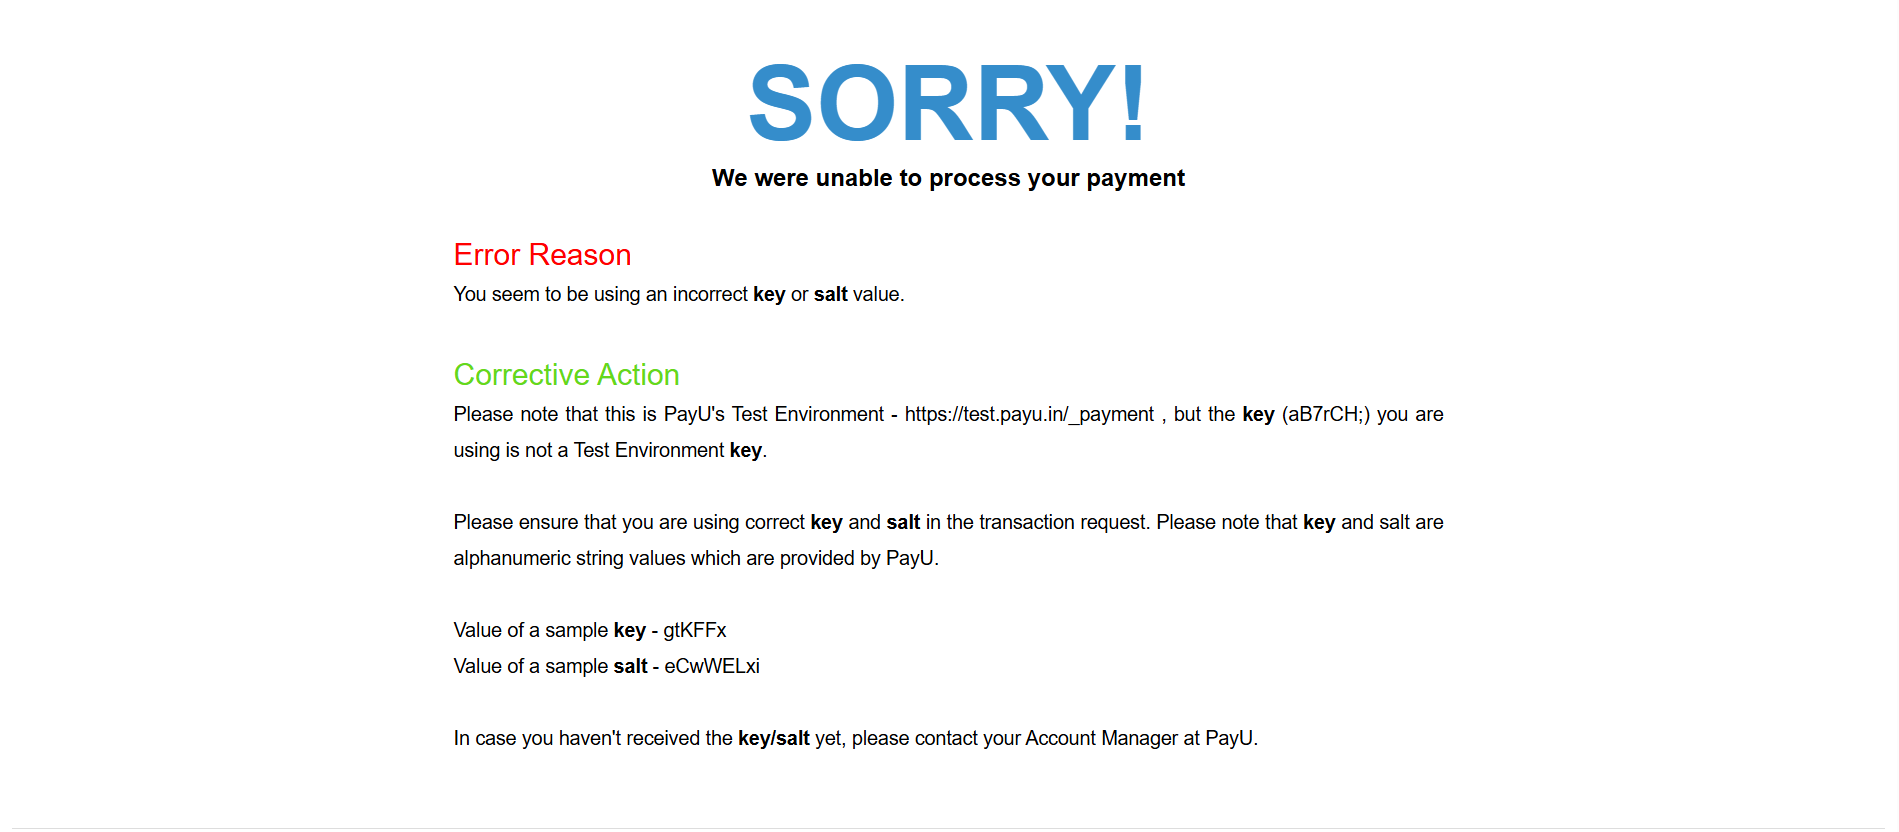 SORRY!
We were unable to process your payment
Error Reason
You seem to be using an incorrect key or salt value.
Corrective Action
Please note that this is PayU's Test Environment - https://test.payu.in/_payment , but the key (aB7rCH;) you are
using is not a Test Environment key.
Please ensure that you are using correct key and salt in the transaction request. Please note that key and salt are
alphanumeric string values which are provided by PayU.
Value of a sample key - gtKFFx
Value of a sample salt - eCwWELxi
In case you haven't received the key/salt yet, please contact your Account Manager at PayU.